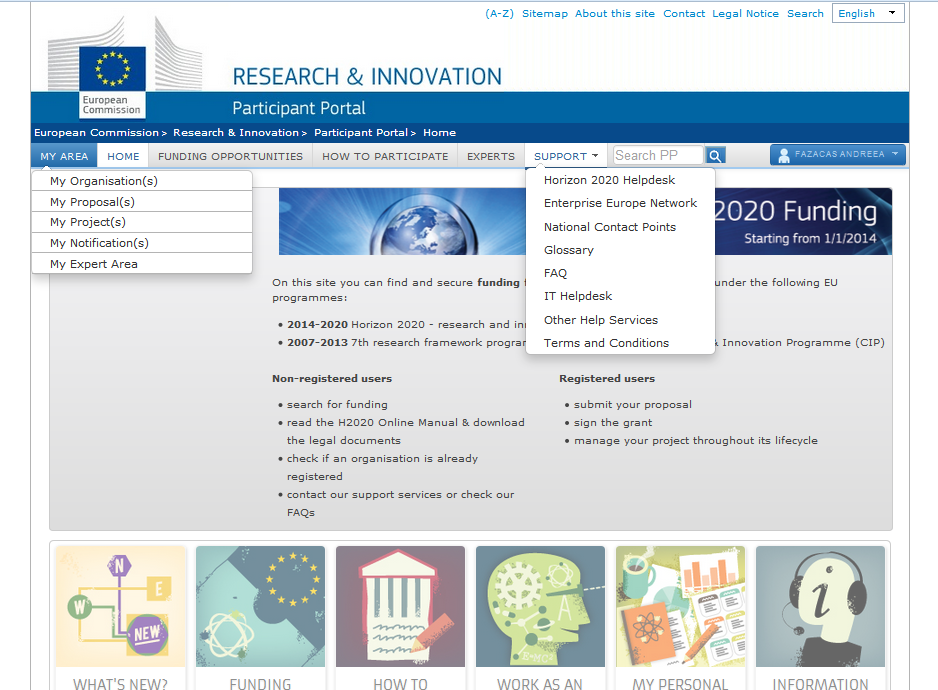 (A-Z) Sitemap About this site Contact Legal Notice Search English
European
Commission
RESEARCH & INNOVATION
Participant Portal
European Commission > Research & Innovation > Participant Portal > Home
MY AREA HOME FUNDING OPPORTUNITIES HOW TO PARTICIPATE EXPERTS SUPPORT Search PP FAZACAS ANDREEA
My Organisation(s)
My Proposal(s)
My Project(s)
My Notification(s)
My Expert Area
Horizon 2020 Helpdesk
Enterprise Europe Network
National Contact Points
Glossary
FAQ
IT Helpdesk
Other Help Services
Terms and Conditions
2020 Funding
Starting from 1/1/2014
On this site you can find and secure funding under the following EU
programmes:
• 2014-2020 Horizon 2020 - research and
• 2007-2013 7th research framework & Innovation Programme (CIP)
Non-registered users
• search for funding
• read the H2020 Online Manual & download
the legal documents
• check if an organisation is already
registered
• contact our support services or check our
FAQs
Registered users
• submit your proposal
• sign the grant
• manage your project throughout its lifecycle
N
E
W
NEW
A
E=MC²
i
WHAT'S NEW? FUNDING HOW TO WORK AS AN MY PERSONAL INFORMATION